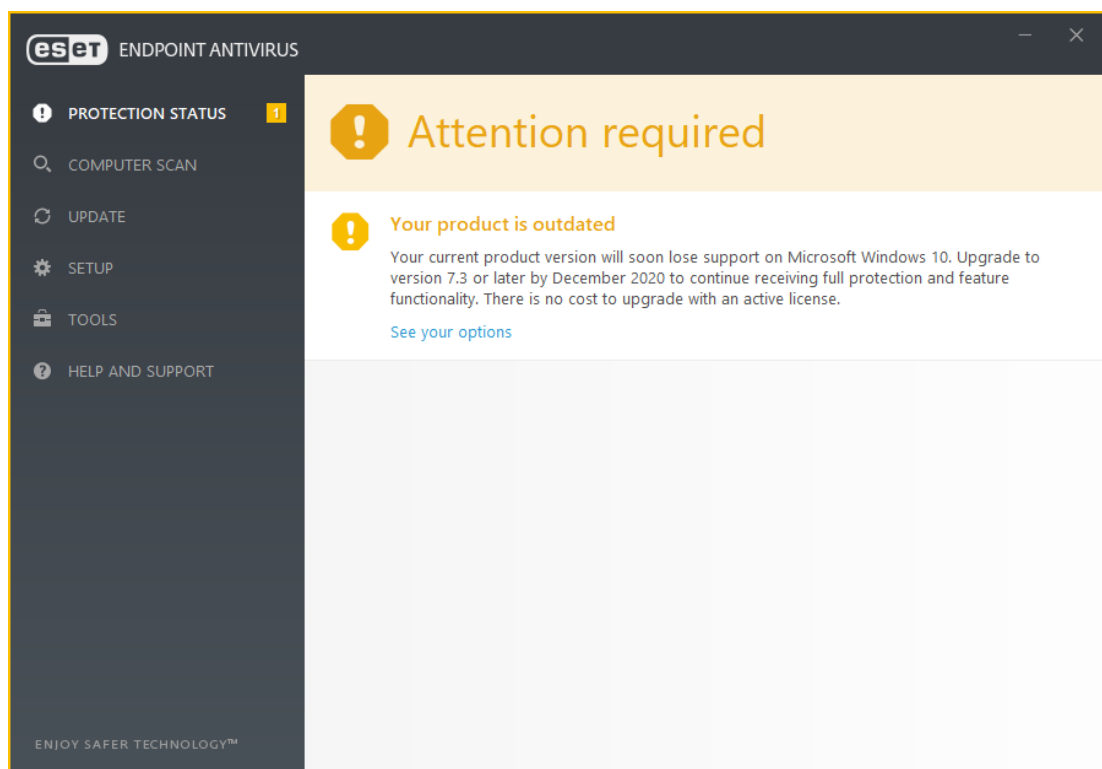 eset ENDPOINT ANTIVIRUS
PROTECTION STATUS 1
COMPUTER SCAN
UPDATE
SETUP
TOOLS
HELP AND SUPPORT
ENJOY SAFER TECHNOLOGY™
Attention required
Your product is outdated
Your current product version will soon lose support on Microsoft Windows 10. Upgrade to
version 7.3 or later by December 2020 to continue receiving full protection and feature
functionality. There is no cost to upgrade with an active license.
See your options